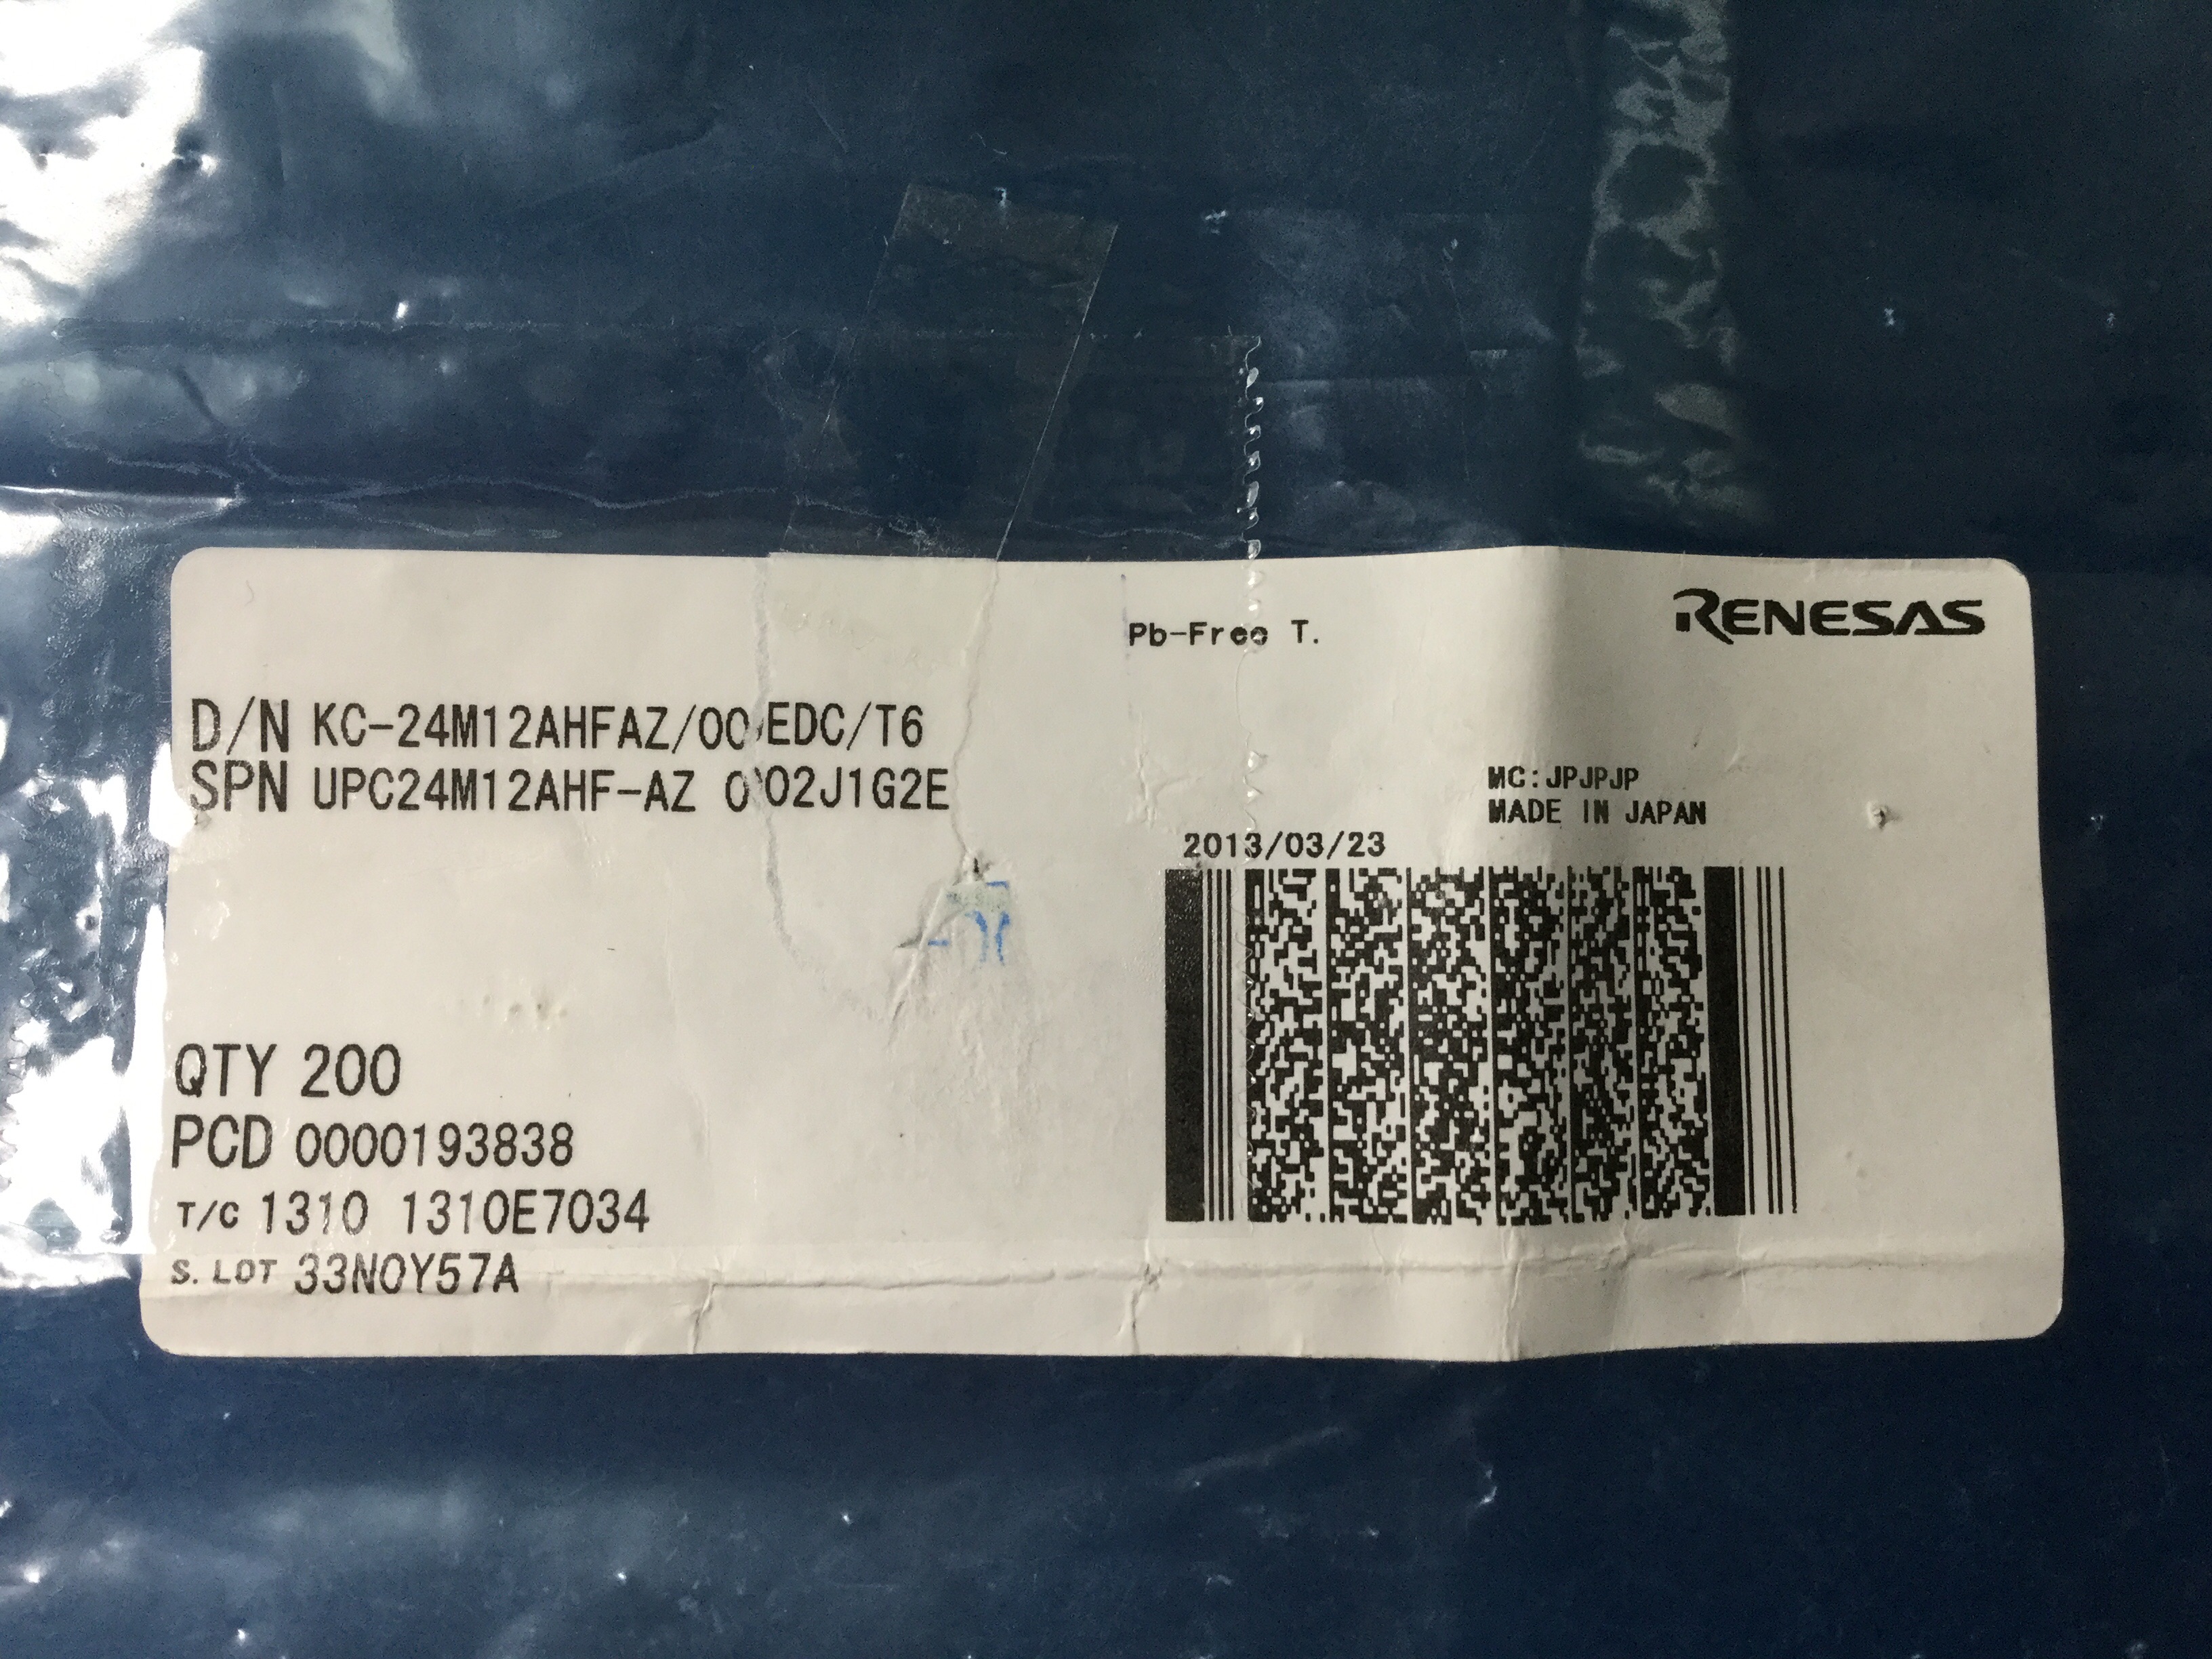 RENESAS
Pb-Free T.
D/N KC-24M12AHFAZ/00 EDC/T6
SPN UPC24M12AHF-AZ 0 02J1G2E
MC:JPJPJP
MADE IN JAPAN
2013/03/23
QTY 200
PCD 0000193838
T/C 1310 1310E7034
S. LOT 33N0Y57A